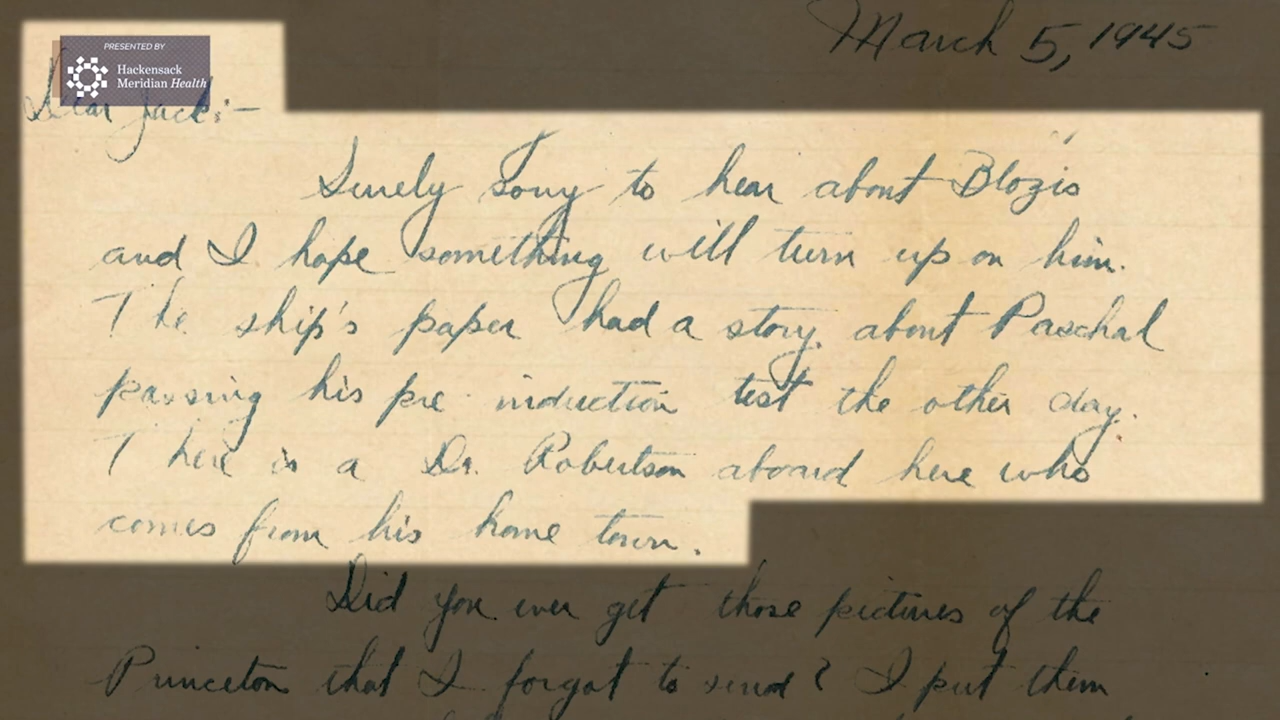 March 5, 1945
PRESENTED BY
Hackensack
Meridian Health
Dear Jack:-
Surely sorry to hear about Blozis
and I hope something will turn up on him.
The ship's paper had a story about Paschal
passing his pre induction test the other day.
There is a Dr. Robertson aboard here who
comes from his home town.
Did you ever get those pictures of the
Princeton that I forgot to send? I put them